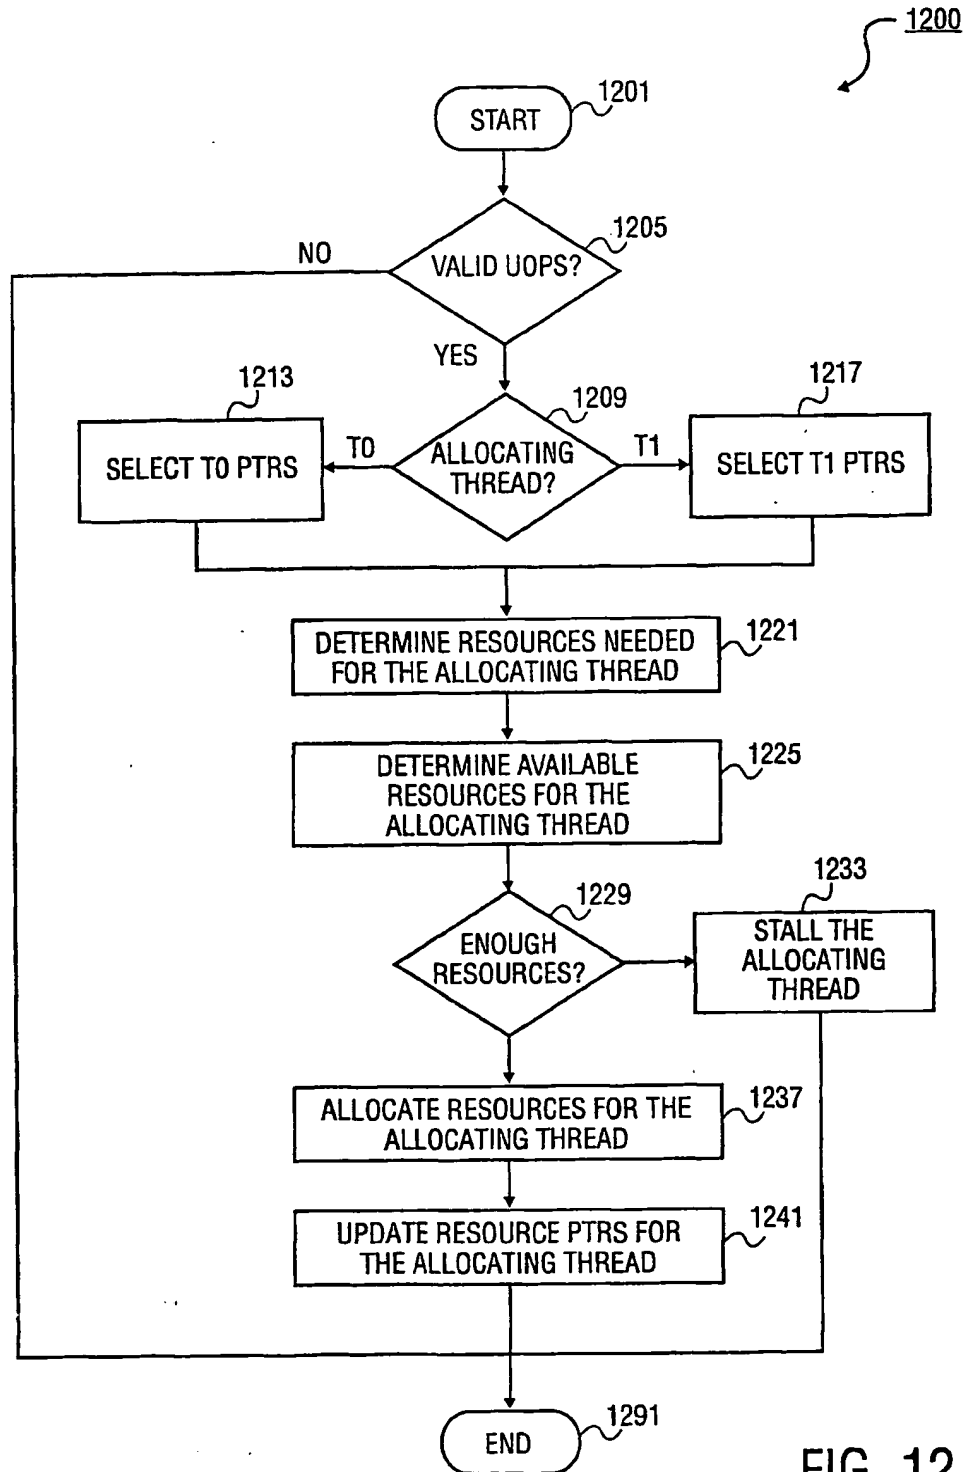 1200
1201
START
1205
NO
VALID UOPS?
YES
1213
1209
1217
SELECT T0 PTRS
T0
ALLOCATING
THREAD?
T1
SELECT T1 PTRS
1221
DETERMINE RESOURCES NEEDED
FOR THE ALLOCATING THREAD
1225
DETERMINE AVAILABLE
RESOURCES FOR THE
ALLOCATING THREAD
1229
1233
ENOUGH
RESOURCES?
STALL THE
ALLOCATING
THREAD
1237
ALLOCATE RESOURCES FOR THE
ALLOCATING THREAD
1241
UPDATE RESOURCE PTRS FOR
THE ALLOCATING THREAD
1291
END
FIG. 12